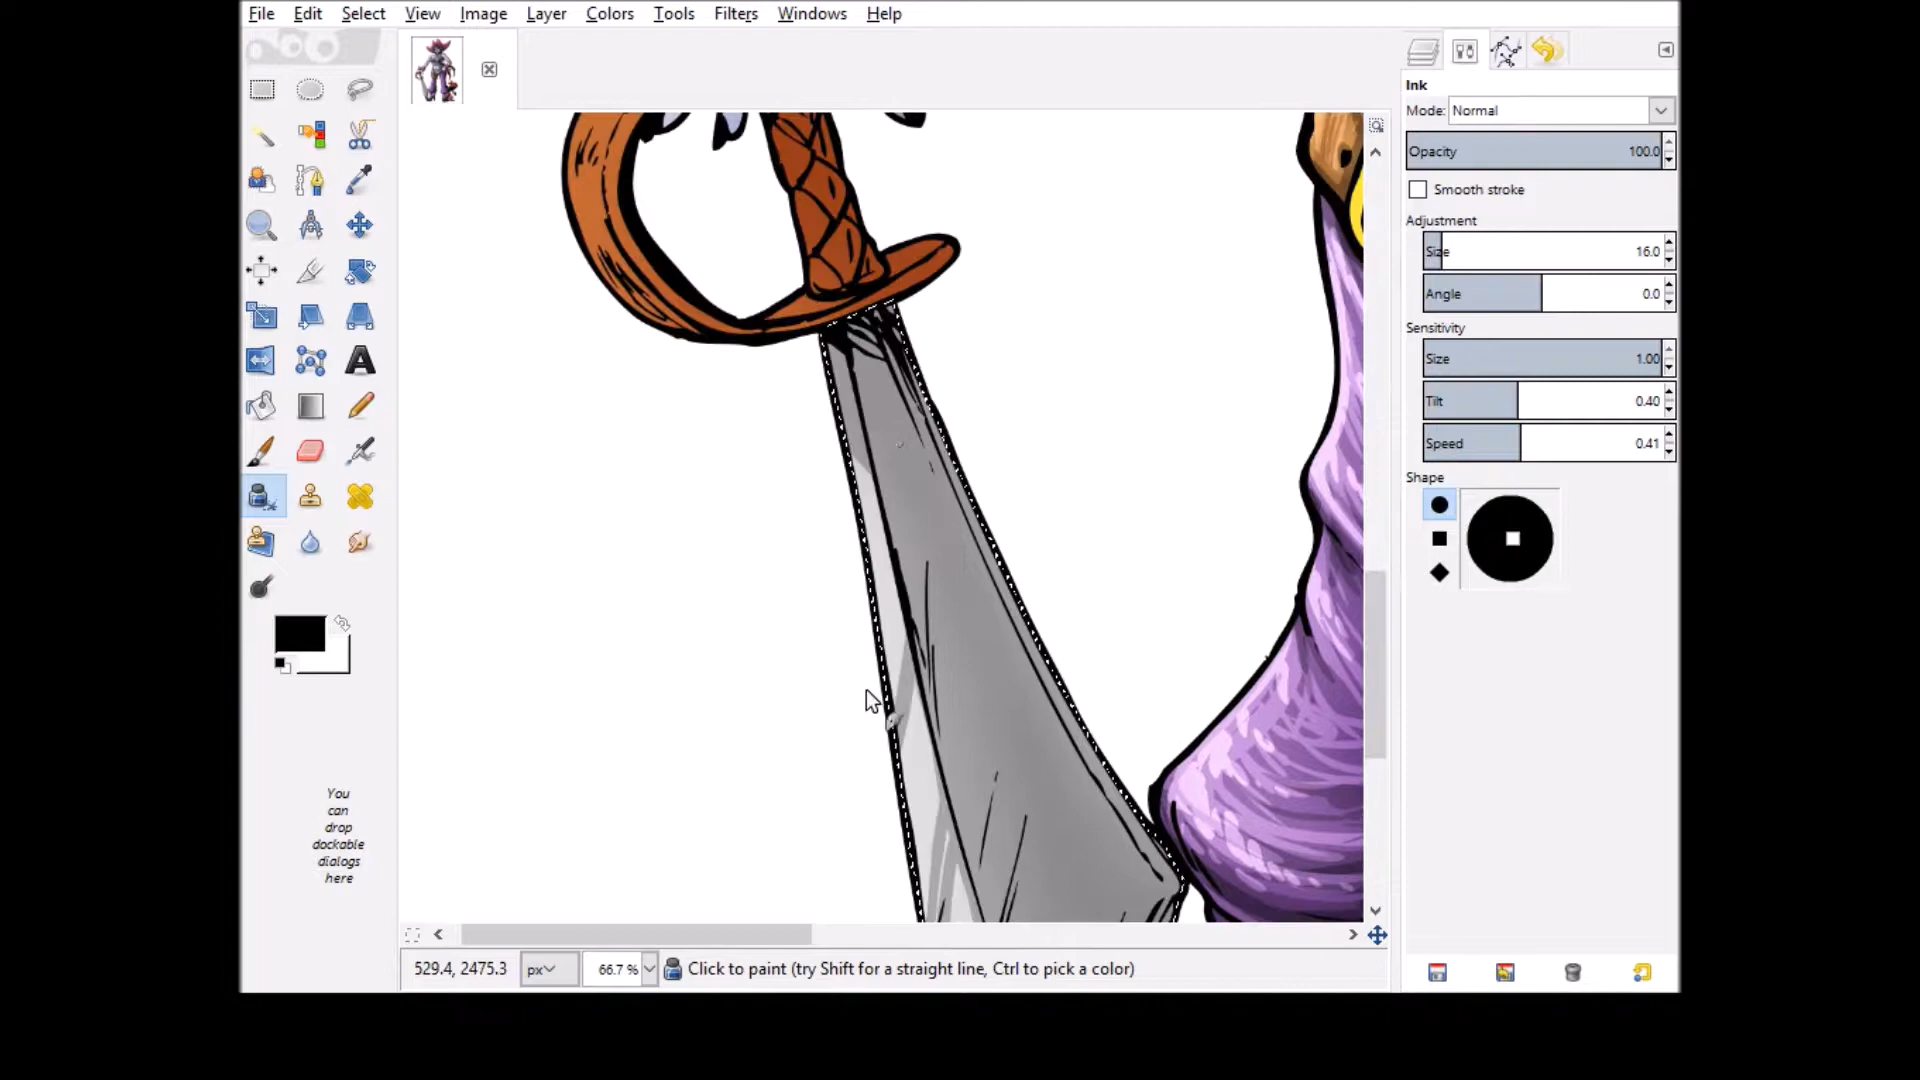 File Edit Select View Image Layer Colors Tools Filters Windows Help
Ink
Mode: Normal
Opacity 100.0
Smooth stroke
Adjustment
Size 16.0
Angle 0.0
Sensitivity
Size 1.00
Tilt 0.40
Speed 0.41
Shape
You
can
drop
dockable
dialogs
here
529.4, 2475.3 px 66.7 % Click to paint (try Shift for a straight line, Ctrl to pick a color)